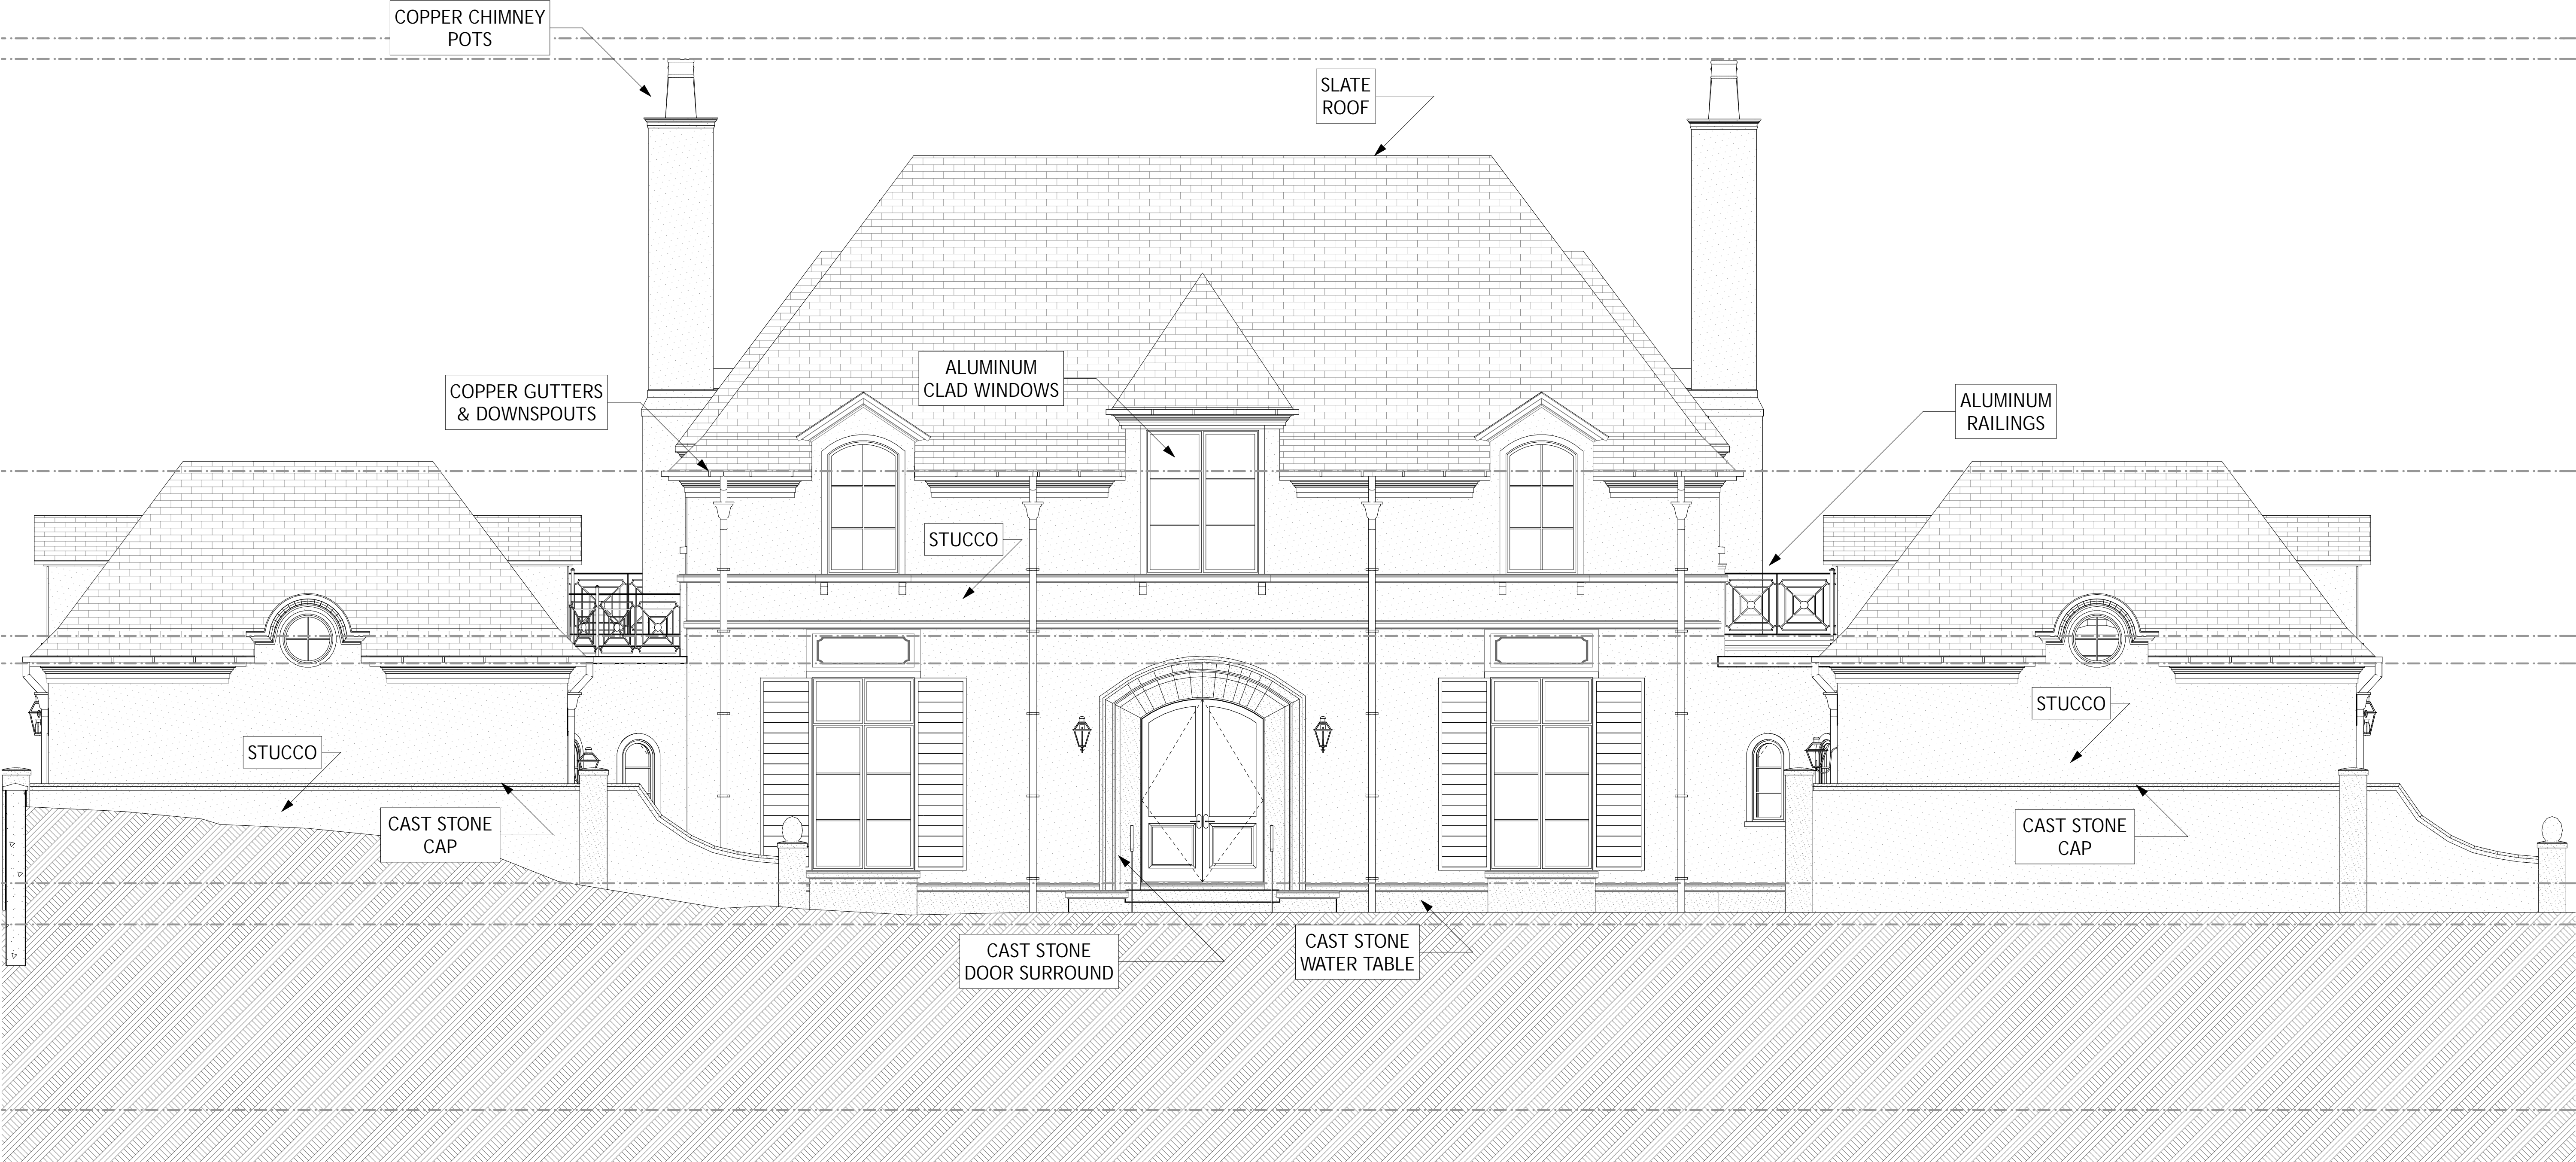 COPPER CHIMNEY
POTS
SLATE
ROOF
ALUMINUM
CLAD WINDOWS
COPPER GUTTERS
& DOWNSPOUTS
ALUMINUM
RAILINGS
STUCCO
STUCCO
STUCCO
CAST STONE
CAP
CAST STONE
CAP
CAST STONE
DOOR SURROUND
CAST STONE
WATER TABLE